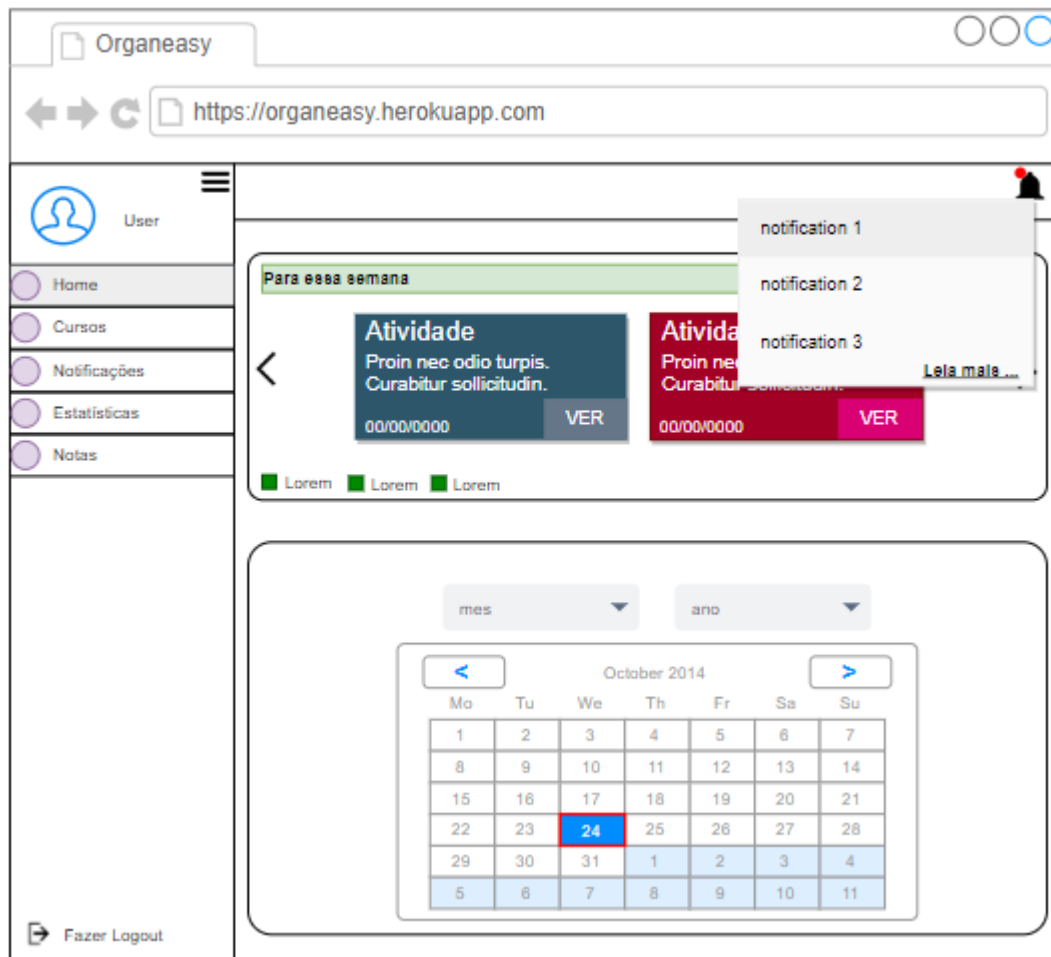 Organeasy
https://organeasy.herokuapp.com
User
Home
Cursos
Notificações
Estatísticas
Notas
Fazer Logout
notification 1
notification 2
notification 3
Leia mais ...
Para essa semana
Atividade
Proin nec odio turpis.
Curabitur sollicitudin.
00/00/0000
VER
Ativida
Proin nec
Curabitur sollicitudin.
00/00/0000
VER
Lorem Lorem Lorem
mes ano
< October 2014 >
Mo Tu We Th Fr Sa Su
1 2 3 4 5 6 7
8 9 10 11 12 13 14
15 16 17 18 19 20 21
22 23 24 25 26 27 28
29 30 31 1 2 3 4
5 6 7 8 9 10 11